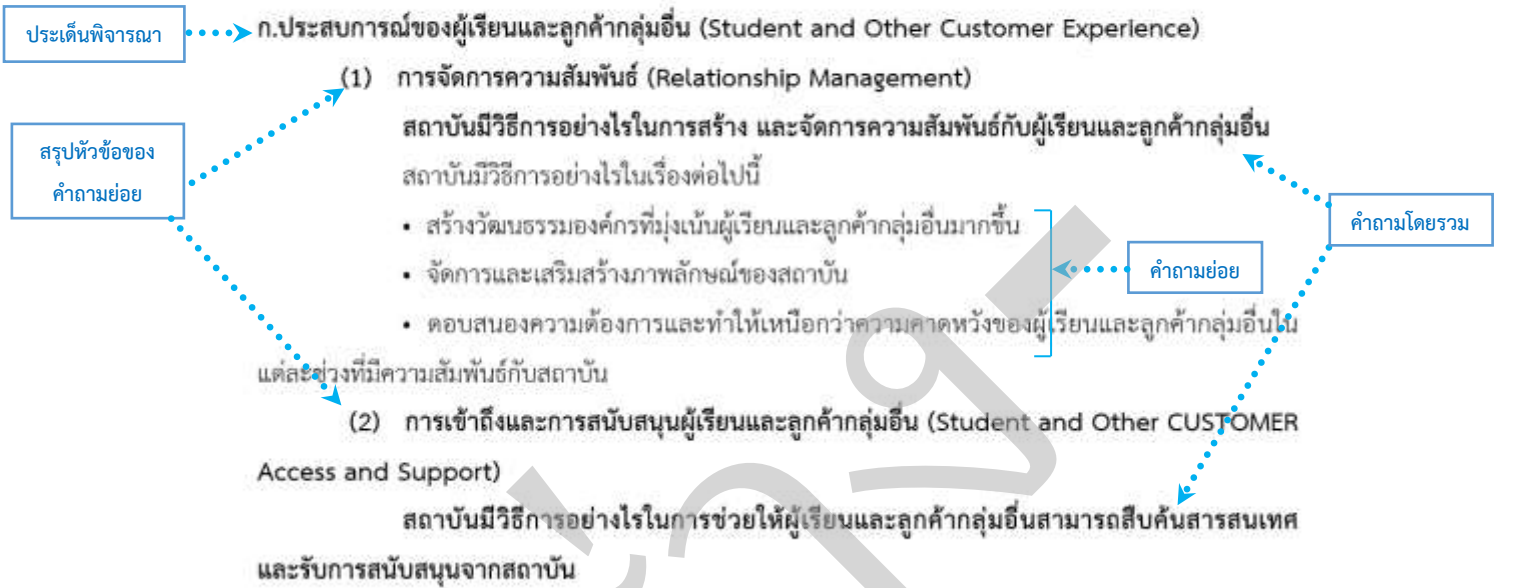 ประเด็นพิจารณา
ก.ประสบการณ์ของผู้เรียนและลูกค้ากลุ่มอื่น (Student and Other Customer Experience)
(1) การจัดการความสัมพันธ์ (Relationship Management)
สถาบันมีวิธีการอย่างไรในการสร้าง และจัดการความสัมพันธ์กับผู้เรียนและลูกค้ากลุ่มอื่น
สรุปหัวข้อของ
คำถามย่อย
สถาบันมีวิธีการอย่างไรในเรื่องต่อไปนี้
• สร้างวัฒนธรรมองค์กรที่มุ่งเน้นผู้เรียนและลูกค้ากลุ่มอื่นมากขึ้น
คำถามโดยรวม
• จัดการและเสริมสร้างภาพลักษณ์ของสถาบัน
คำถามย่อย
• ตอบสนองความต้องการและทำให้เหนือกว่าความคาดหวังของผู้เรียนและลูกค้ากลุ่มอื่นใน
แต่ละช่วงที่มีความสัมพันธ์กับสถาบัน
(2) การเข้าถึงและการสนับสนุนผู้เรียนและลูกค้ากลุ่มอื่น (Student and Other CUSTOMER
Access and Support)
สถาบันมีวิธีการอย่างไรในการช่วยให้ผู้เรียนและลูกค้ากลุ่มอื่นสามารถสืบค้นสารสนเทศ
และรับการสนับสนุนจากสถาบัน